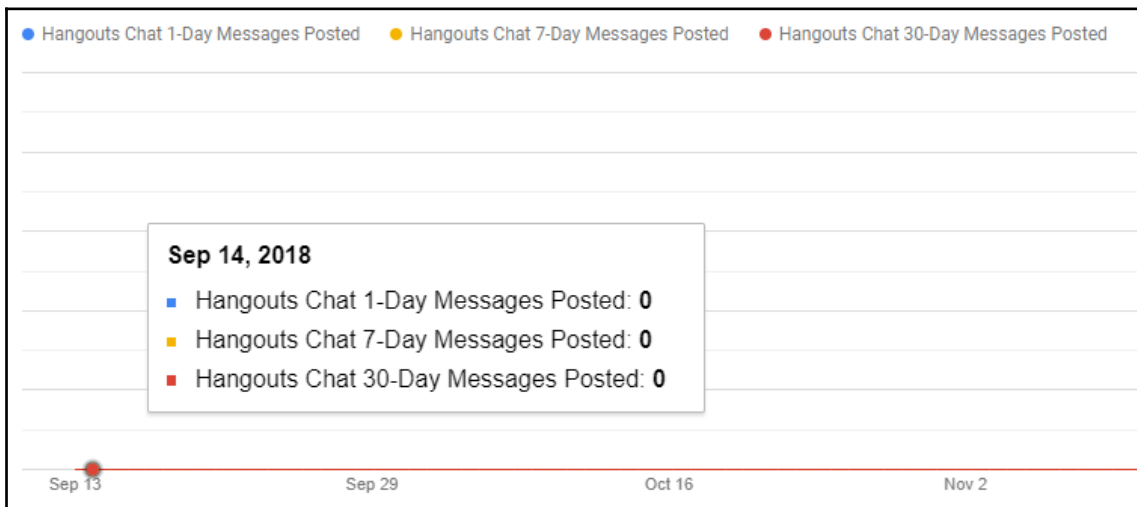 Hangouts Chat 1-Day Messages Posted Hangouts Chat 7-Day Messages Posted Hangouts Chat 30-Day Messages Posted
Sep 14, 2018
Hangouts Chat 1-Day Messages Posted: 0
Hangouts Chat 7-Day Messages Posted: 0
Hangouts Chat 30-Day Messages Posted: 0
Sep 13 Sep 29 Oct 16 Nov 2